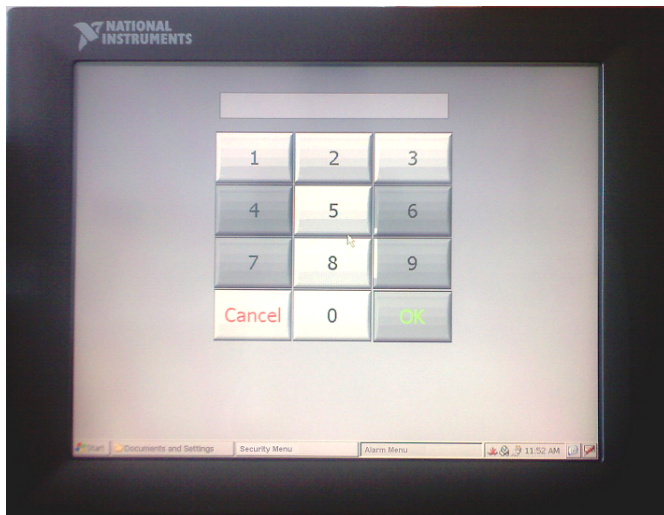 NATIONAL
INSTRUMENTS
1 2 3
4 5 6
7 8 9
Cancel 0 OK
Start Documents and Settings Security Menu Alarm Menu 11:52 AM